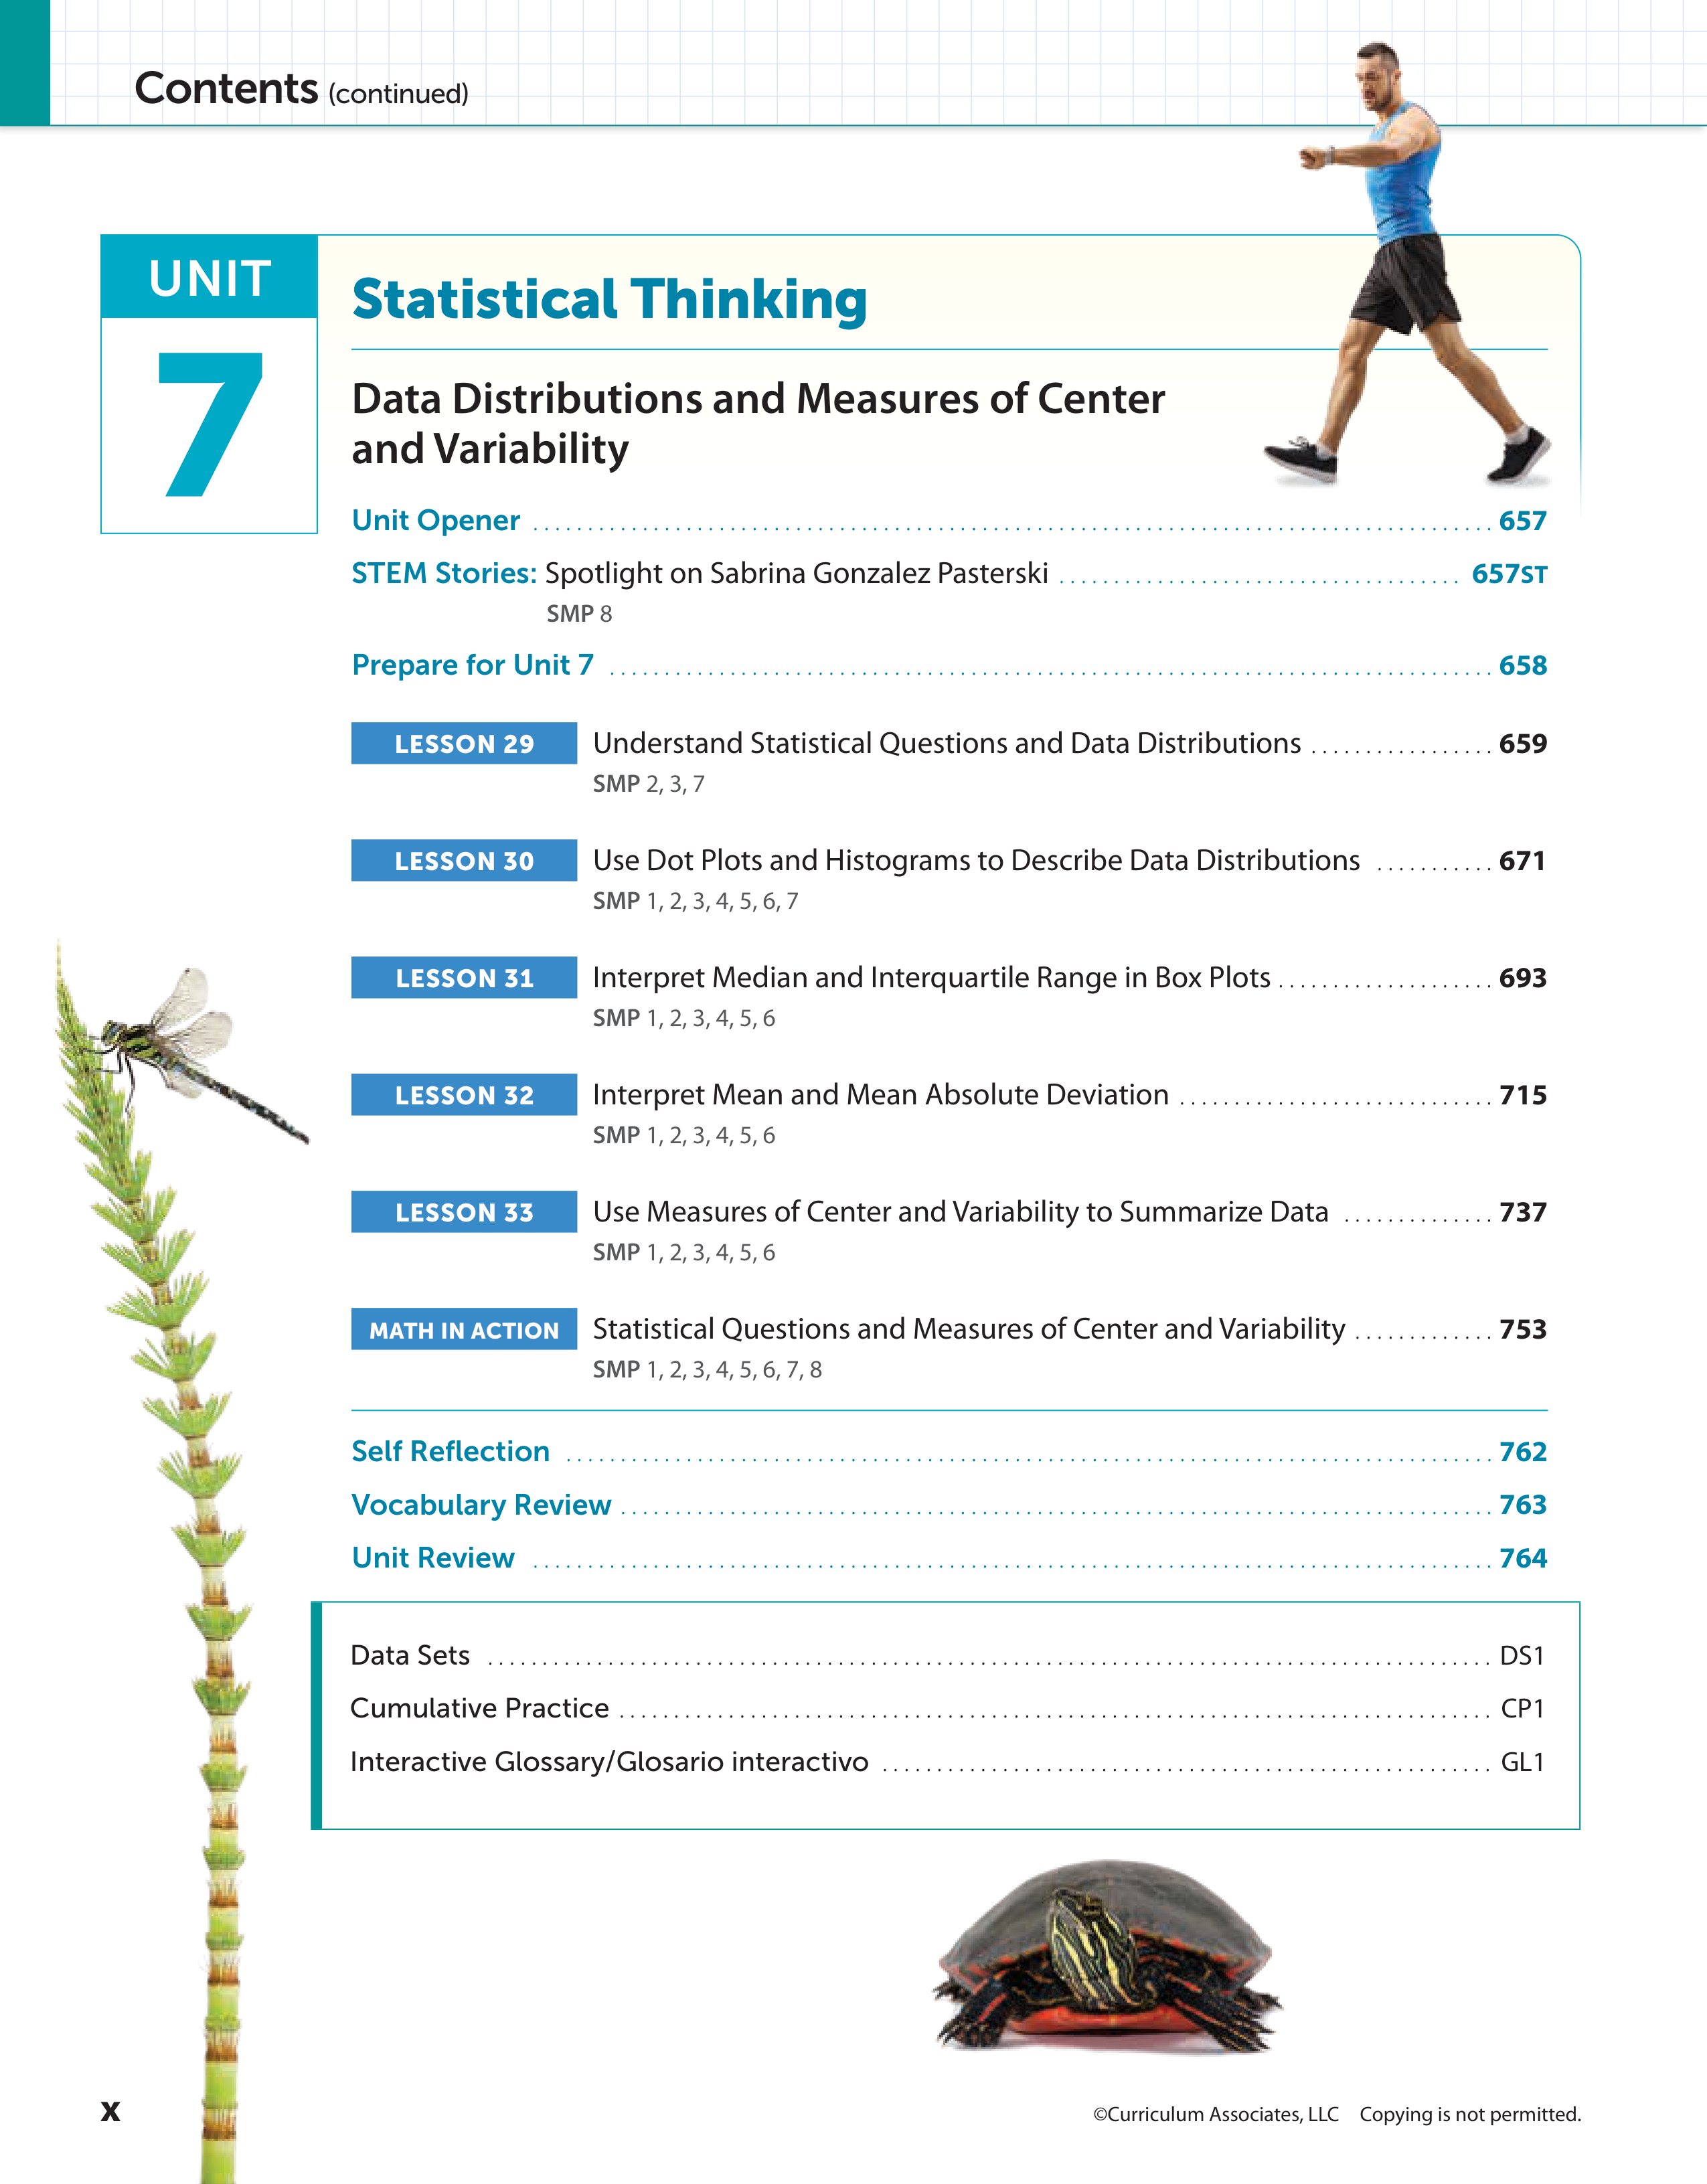 Contents (continued)
UNIT
7
Statistical Thinking
Data Distributions and Measures of Center
and Variability
Unit Opener 657
STEM Stories: Spotlight on Sabrina Gonzalez Pasterski 657ST
SMP 8
Prepare for Unit 7 658
LESSON 29 Understand Statistical Questions and Data Distributions 659
SMP 2, 3, 7
LESSON 30 Use Dot Plots and Histograms to Describe Data Distributions 671
SMP 1, 2, 3, 4, 5, 6, 7
LESSON 31 Interpret Median and Interquartile Range in Box Plots 693
SMP 1, 2, 3, 4, 5, 6
LESSON 32 Interpret Mean and Mean Absolute Deviation 715
SMP 1, 2, 3, 4, 5, 6
LESSON 33 Use Measures of Center and Variability to Summarize Data 737
SMP 1, 2, 3, 4, 5, 6
MATH IN ACTION Statistical Questions and Measures of Center and Variability 753
SMP 1, 2, 3, 4, 5, 6, 7, 8
Self Reflection 762
Vocabulary Review 763
Unit Review 764
Data Sets DS1
Cumulative Practice CP1
Interactive Glossary/Glosario interactivo GL1
x
©Curriculum Associates, LLC Copying is not permitted.